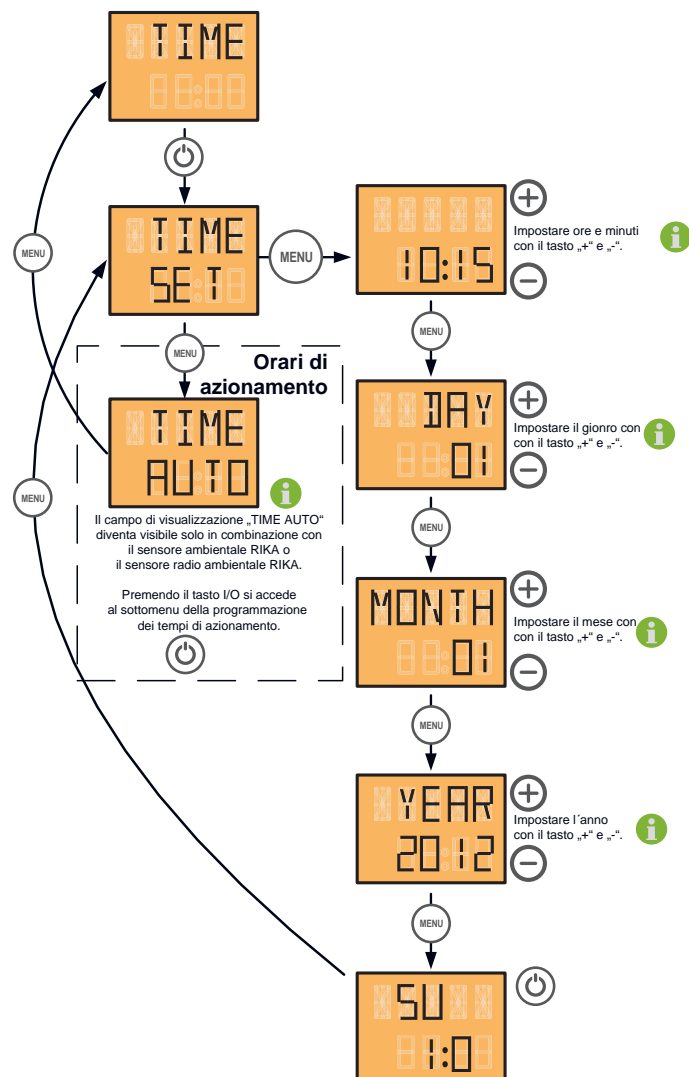 TIME
TIME
SET
MENU
10:15
Impostare ore e minuti
con il tasto „+“ e „-“.
i
MENU
MENU
MENU
Orari di
azionamento
TIME
AUTO
i
Il campo di visualizzazione „TIME AUTO“
diventa visibile solo in combinazione con
il sensore ambientale RIKA o
il sensore radio ambientale RIKA.
Premendo il tasto I/O si accede
al sottomenu della programmazione
dei tempi di azionamento.
DAY
01
Impostare il gionro con
con il tasto „+“ e „-“.
i
MENU
MENU
MONTH
01
Impostare il mese con
con il tasto „+“ e „-“.
i
MENU
YEAR
2012
Impostare l´anno
con il tasto „+“ e „-“.
i
MENU
SU
1:0